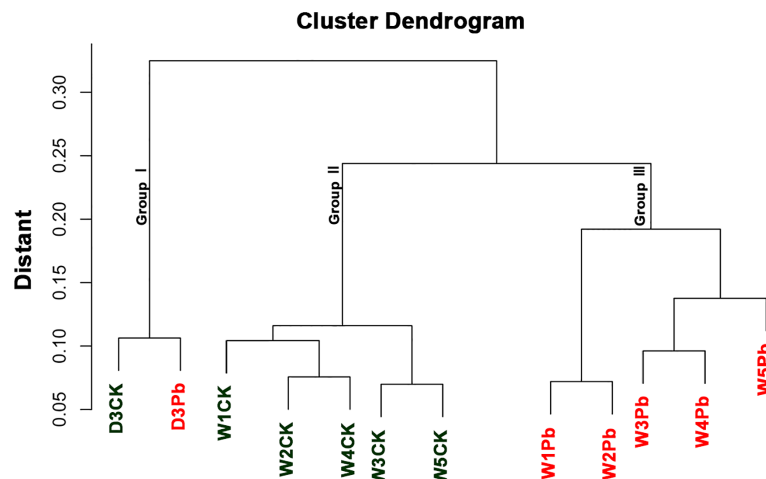 Cluster Dendrogram
Distant
0.30
0.25
0.20
0.15
0.10
0.05
Group I
Group II
Group III
D3CK
D3Pb
W1CK
W2CK
W4CK
W3CK
W5CK
W1Pb
W2Pb
W3Pb
W4Pb
W5Pb